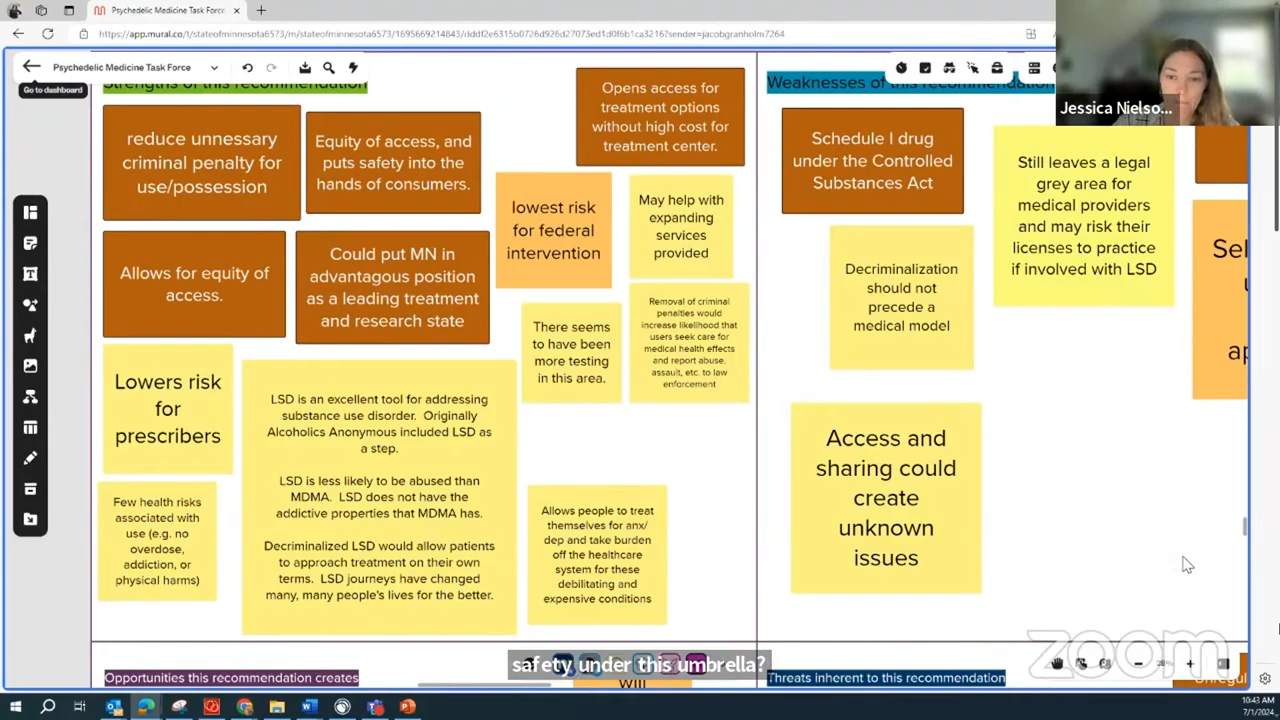 Psychedelic Medicine Task Force
https://app.mural.co/t/stateofminnesota6573/m/stateofminnesota6573/1695669214843/dddf2e6315b0726d926d27073ed1d0f6b1ca3216?sender=jacobgranholm7264
Psychedelic Medicine Task Force
Go to dashboard
Strengths of this recommendation
reduce unnessary
criminal penalty for
use/possession
Equity of access, and
puts safety into the
hands of consumers.
Opens access for
treatment options
without high cost for
treatment center.
Allows for equity of
access.
Could put MN in
advantagous position
as a leading treatment
and research state
lowest risk
for federal
intervention
May help with
expanding
services
provided
There seems
to have been
more testing
in this area.
Removal of criminal
penalties would
increase likelihood that
users seek care for
medical health effects
and report abuse,
assault, etc. to law
enforcement
Lowers risk
for
prescribers
LSD is an excellent tool for addressing
substance use disorder. Originally
Alcoholics Anonymous included LSD as
a step.
LSD is less likely to be abused than
MDMA. LSD does not have the
addictive properties that MDMA has.
Decriminalized LSD would allow patients
to approach treatment on their own
terms. LSD journeys have changed
many, many people's lives for the better.
Few health risks
associated with
use (e.g. no
overdose,
addiction, or
physical harms)
Allows people to treat
themselves for anx/
dep and take burden
off the healthcare
system for these
debilitating and
expensive conditions
Weaknesses of this recommendation
Schedule I drug
under the Controlled
Substances Act
Still leaves a legal
grey area for
medical providers
and may risk their
licenses to practice
if involved with LSD
Decriminalization
should not
precede a
medical model
Access and
sharing could
create
unknown
issues
Jessica Nielso...
safety under this umbrella?
will
Opportunities this recommendation creates
Threats inherent to this recommendation
zoom
10:43 AM
7/1/2024